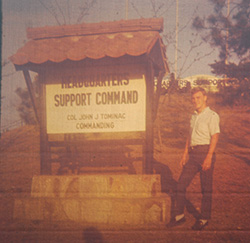 HEADQUARTERS
SUPPORT COMMAND
COL JOHN J TOMINAC
COMMANDING